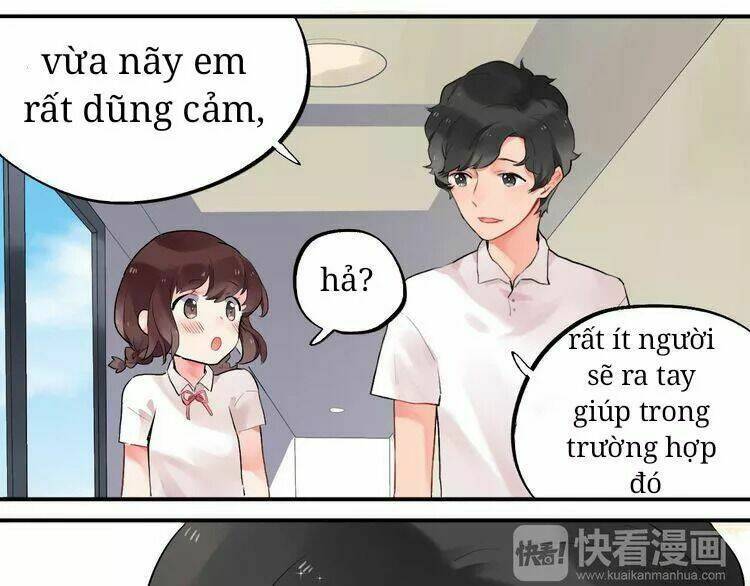 vừa nãy em
rất dũng cảm,
hả?
rất ít người
sẽ ra tay
giúp trong
trường hợp
đó
快看! 快看漫画
www.kuaikanmanhua.com